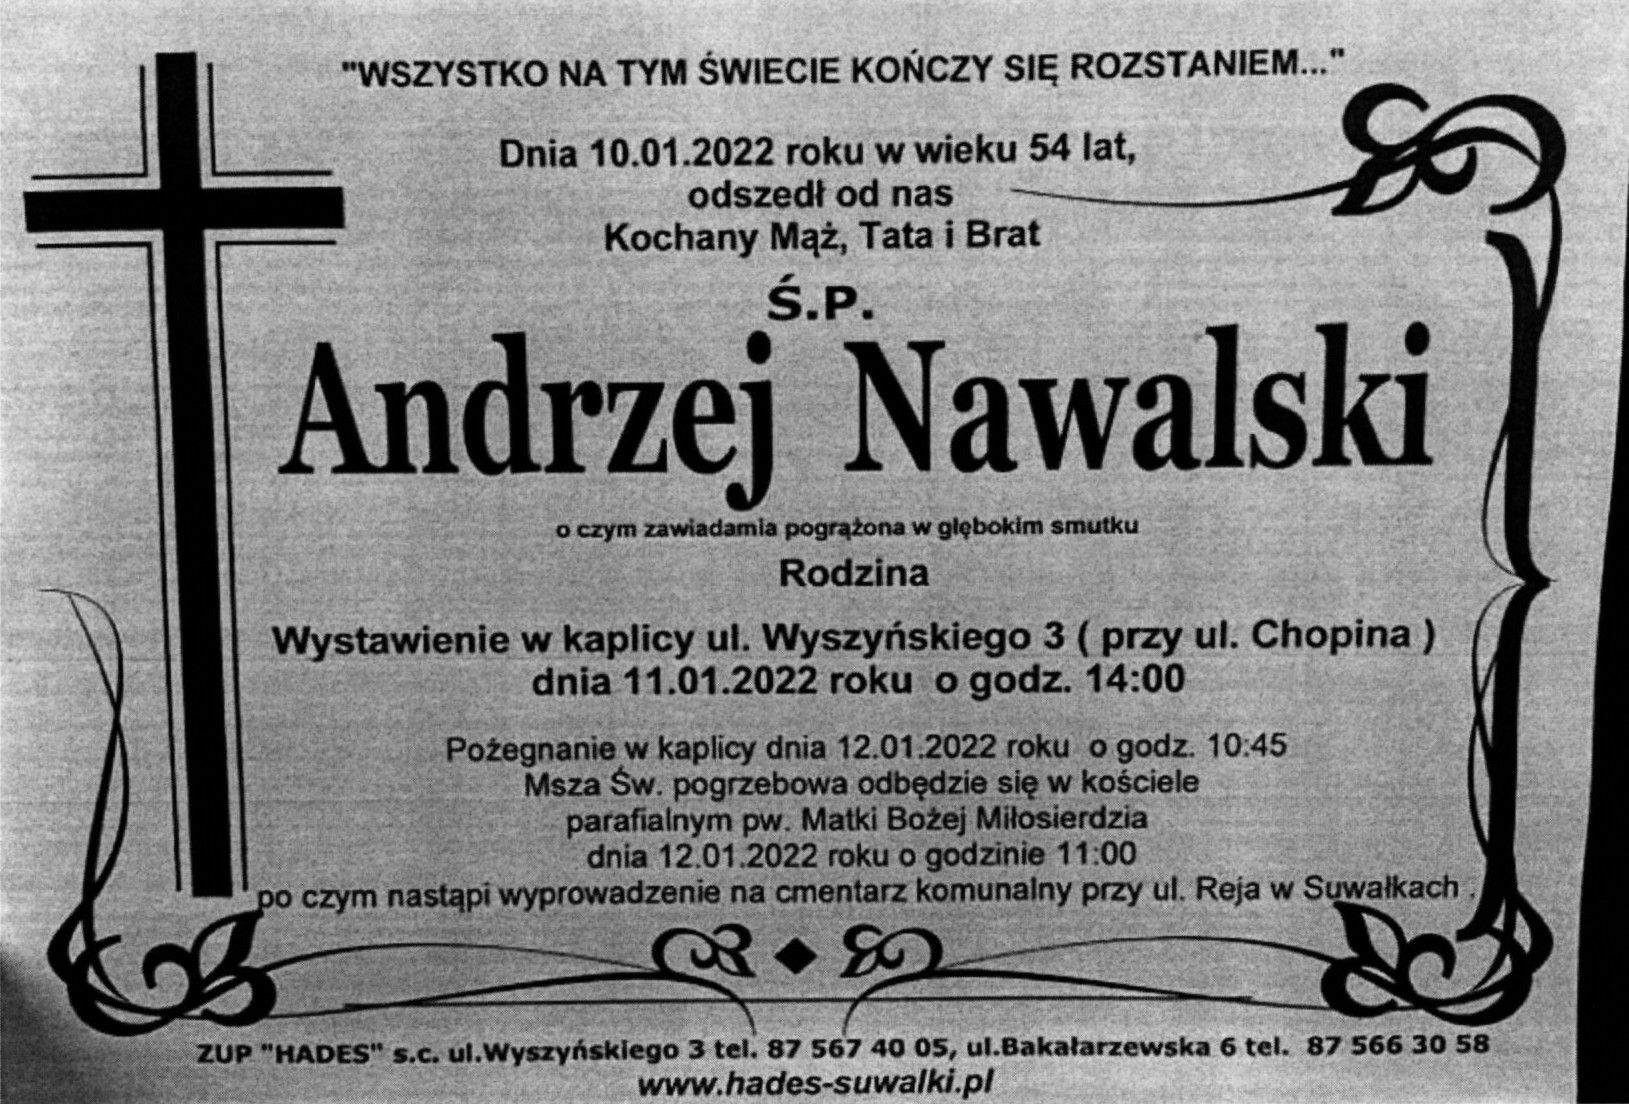 "WSZYSTKO NA TYM ŚWIECIE KOŃCZY SIĘ ROZSTANIEM..."
Dnia 10.01.2022 roku w wieku 54 lat,
odszedł od nas
Kochany Mąż, Tata i Brat
Ś.P.
Andrzej Nawalski
o czym zawiadamia pogrążona w głębokim smutku
Rodzina
Wystawienie w kaplicy ul. Wyszyńskiego 3 ( przy ul. Chopina )
dnia 11.01.2022 roku o godz. 14:00
Pożegnanie w kaplicy dnia 12.01.2022 roku o godz. 10:45
Msza Św. pogrzebowa odbędzie się w kościele
parafialnym pw. Matki Bożej Miłosierdzia
dnia 12.01.2022 roku o godzinie 11:00
po czym nastąpi wyprowadzenie na cmentarz komunalny przy ul. Reja w Suwałkach .
ZUP "HADES" s.c. ul.Wyszyńskiego 3 tel. 87 567 40 05, ul.Bakałarzewska 6 tel. 87 566 30 58
www.hades-suwalki.pl